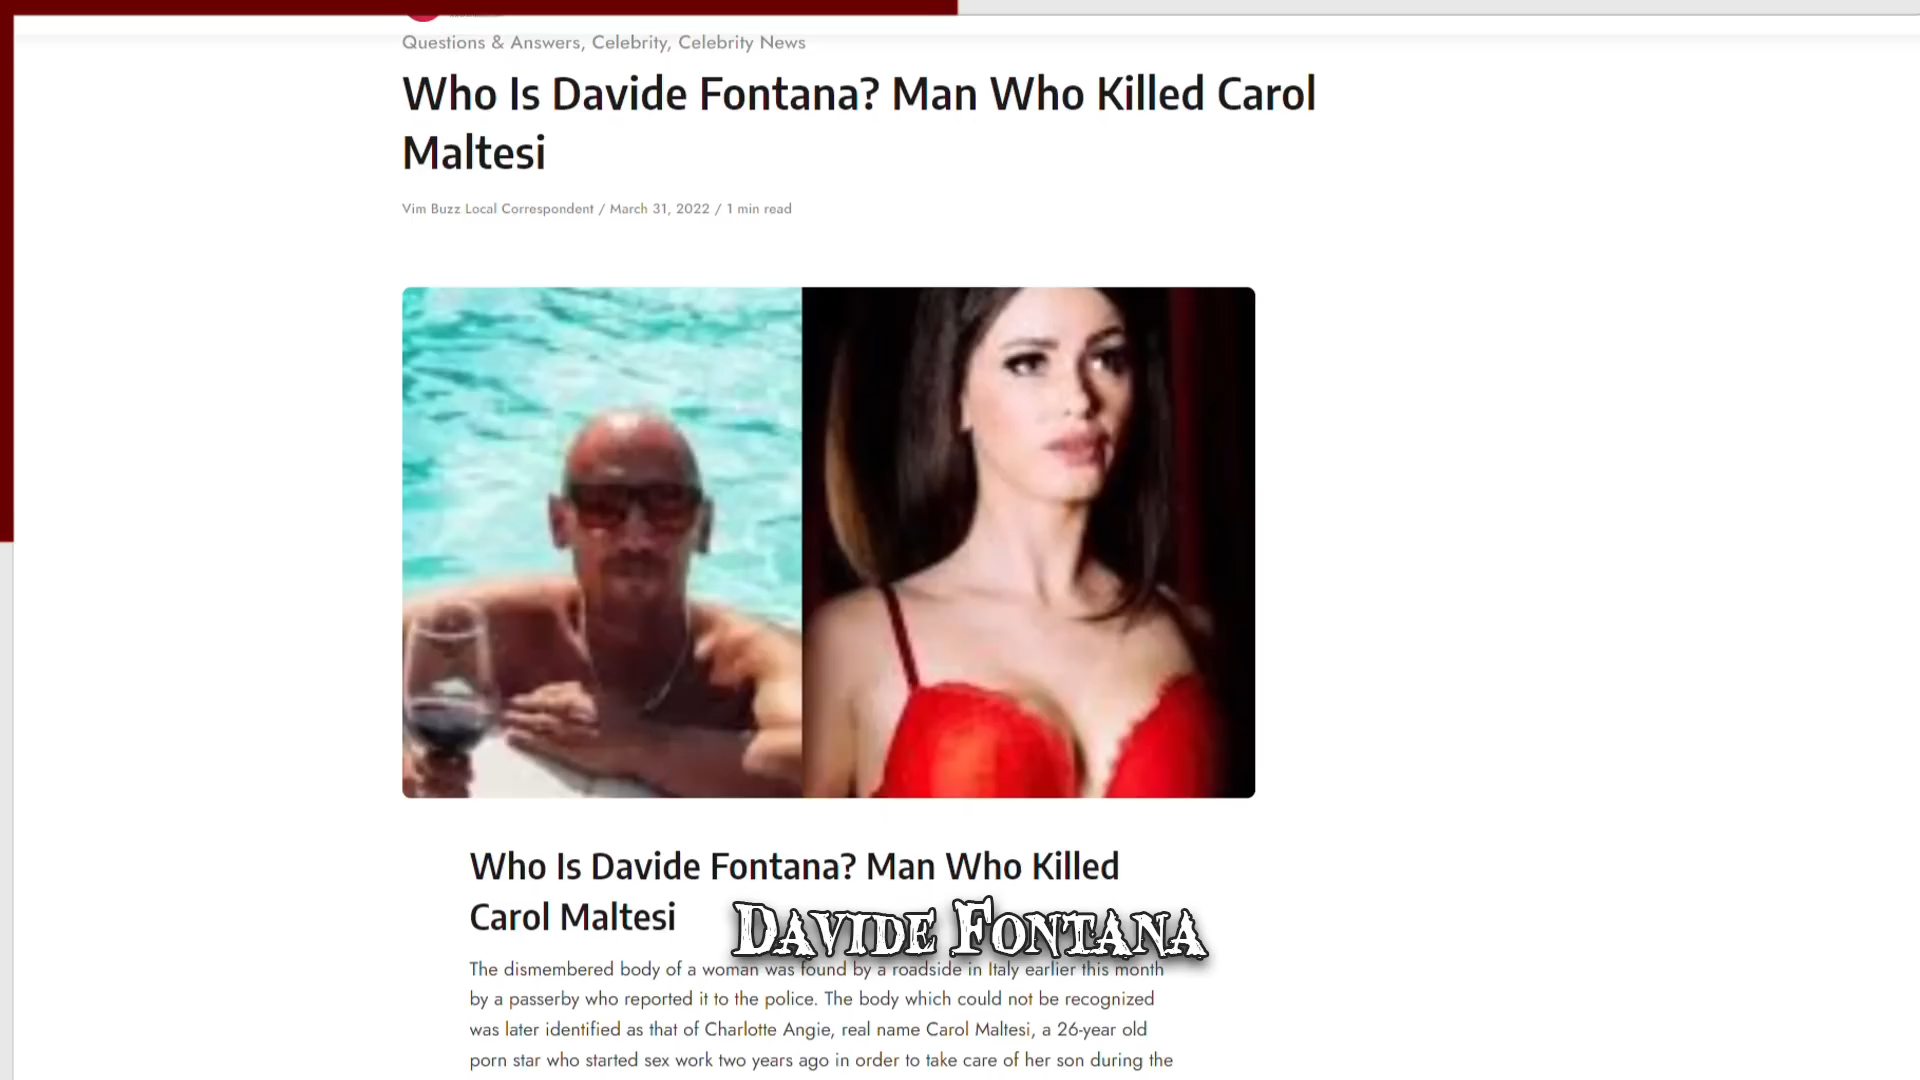 Questions & Answers, Celebrity, Celebrity News
Who Is Davide Fontana? Man Who Killed Carol
Maltesi
Vim Buzz Local Correspondent / March 31, 2022 / 1 min read
Who Is Davide Fontana? Man Who Killed
Carol Maltesi
Davide Fontana
The dismembered body of a woman was found by a roadside in Italy earlier this month
by a passerby who reported it to the police. The body which could not be recognized
was later identified as that of Charlotte Angie, real name Carol Maltesi, a 26-year old
porn star who started sex work two years ago in order to take care of her son during the